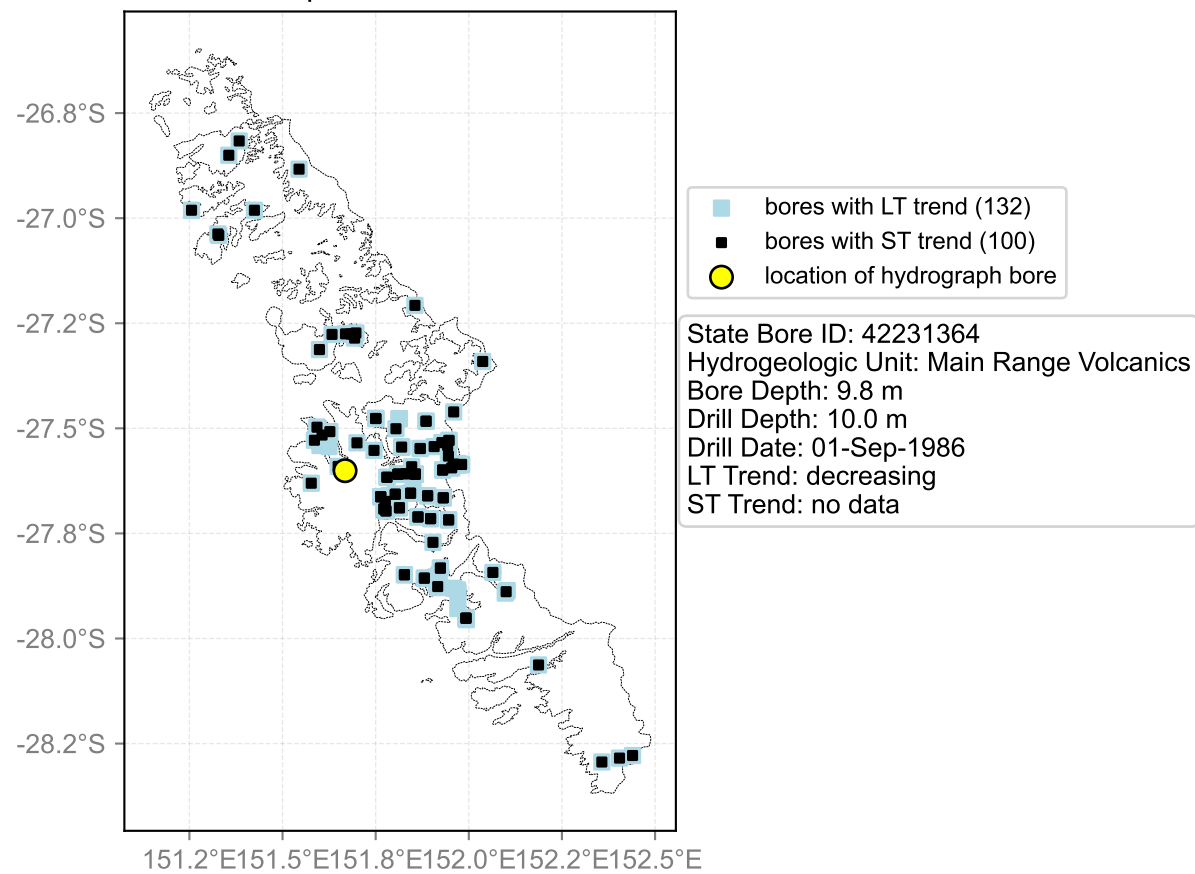 -26.8°S
-27.0°S
-27.2°S
-27.5°S
-27.8°S
-28.0°S
-28.2°S
151.2°E151.5°E151.8°E152.0°E152.2°E152.5°E
bores with LT trend (132)
bores with ST trend (100)
location of hydrograph bore
State Bore ID: 42231364
Hydrogeologic Unit: Main Range Volcanics
Bore Depth: 9.8 m
Drill Depth: 10.0 m
Drill Date: 01-Sep-1986
LT Trend: decreasing
ST Trend: no data